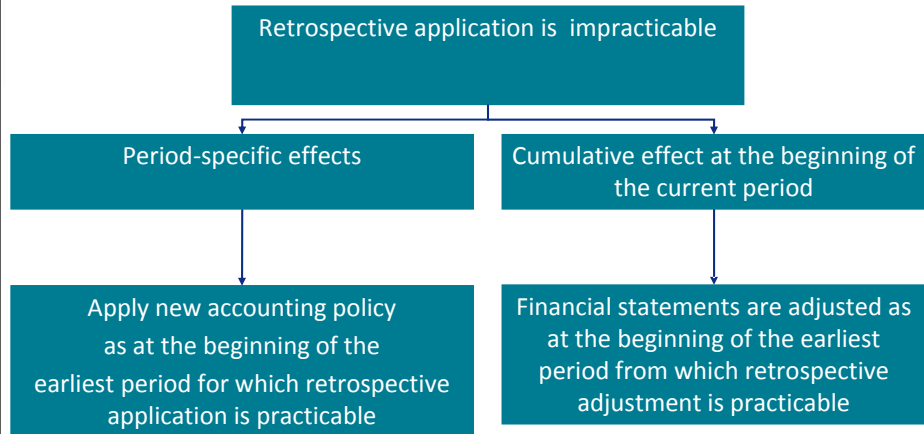 Retrospective application is  impracticable
Period-specific effects
Cumulative effect at the beginning of
the current period
Apply new accounting policy
as at the beginning of the
earliest period for which retrospective
application is practicable
Financial statements are adjusted as
at the beginning of the earliest
period from which retrospective
adjustment is practicable